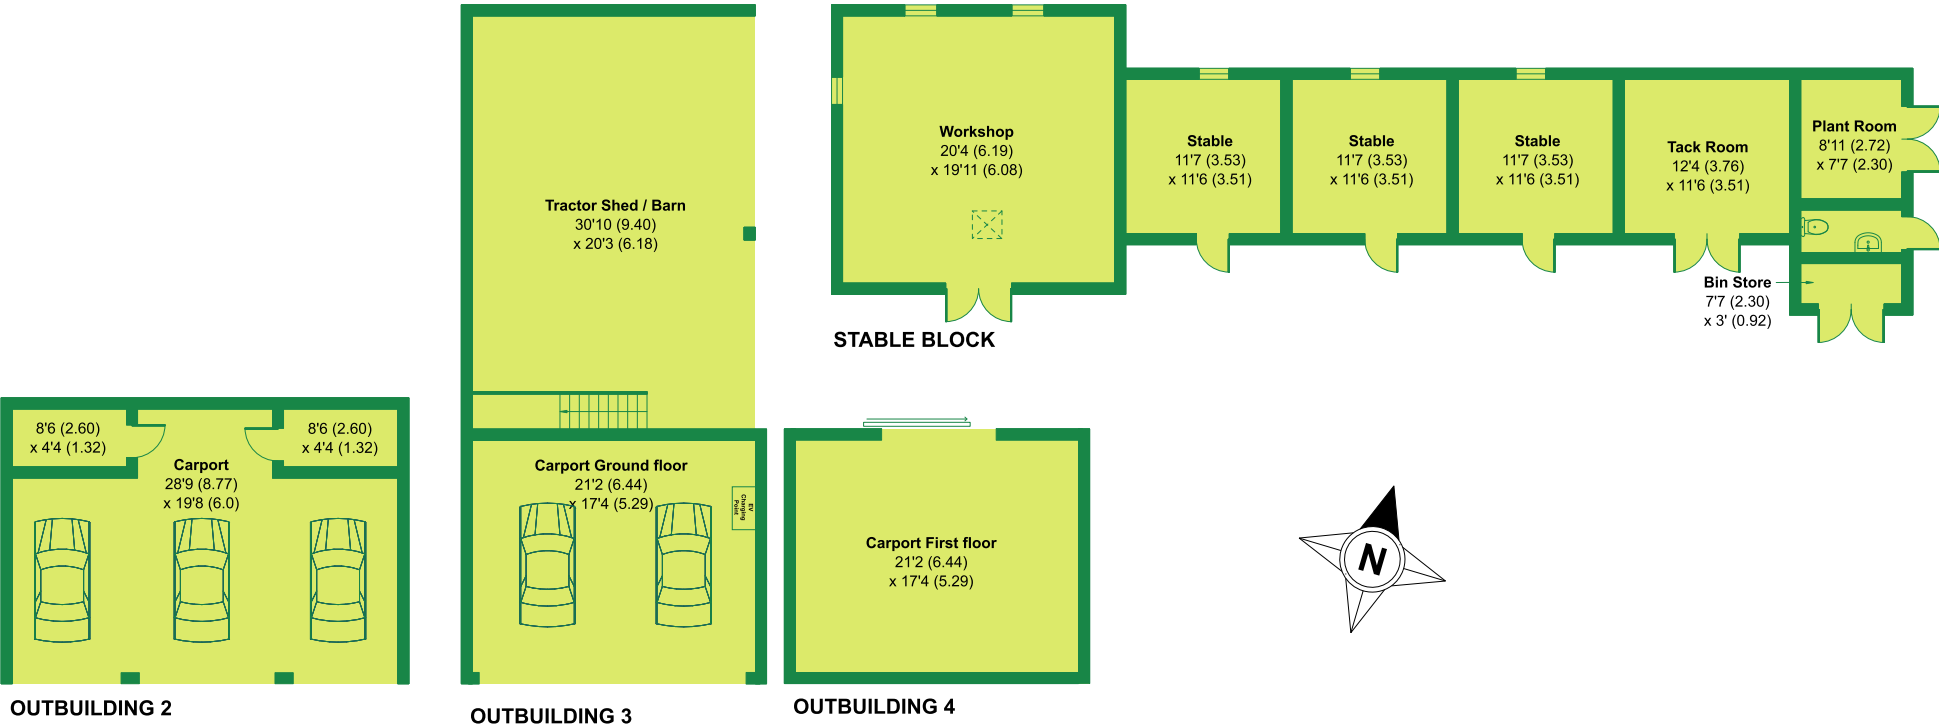 Workshop
20'4 (6.19)
x 19'11 (6.08)
Stable
11'7 (3.53)
x 11'6 (3.51)
Stable
11'7 (3.53)
x 11'6 (3.51)
Stable
11'7 (3.53)
x 11'6 (3.51)
Tack Room
12'4 (3.76)
x 11'6 (3.51)
Plant Room
8'11 (2.72)
x 7'7 (2.30)
Bin Store
7'7 (2.30)
x 3' (0.92)
STABLE BLOCK
Tractor Shed / Barn
30'10 (9.40)
x 20'3 (6.18)
8'6 (2.60)
x 4'4 (1.32)
8'6 (2.60)
x 4'4 (1.32)
Carport
28'9 (8.77)
x 19'8 (6.0)
OUTBUILDING 2
Carport Ground floor
21'2 (6.44)
x 17'4 (5.29)
EV
Charging
Point
OUTBUILDING 3
Carport First floor
21'2 (6.44)
x 17'4 (5.29)
OUTBUILDING 4
N